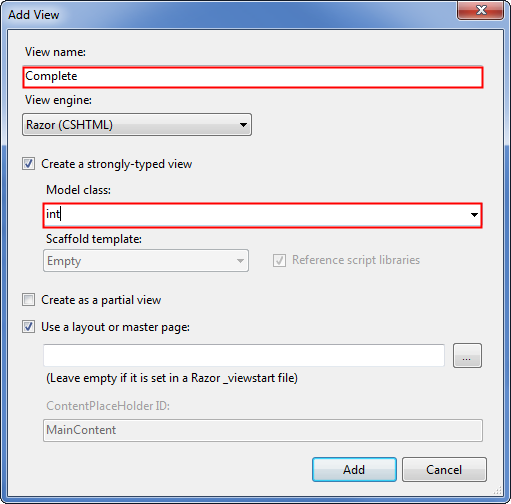 Add View
View name:
Complete
View engine:
Razor (CSHTML)
Create a strongly-typed view
Model class:
int
Scaffold template:
Empty
Reference script libraries
Create as a partial view
Use a layout or master page:
...
(Leave empty if it is set in a Razor _viewstart file)
ContentPlaceHolder ID:
MainContent
Add
Cancel